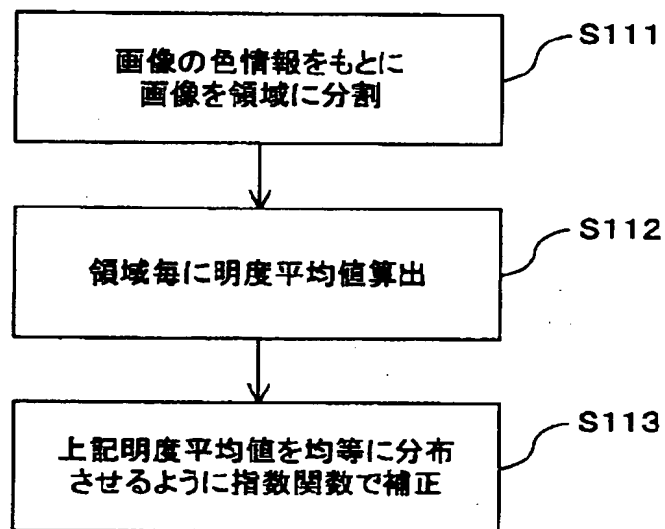 S111
画像の色情報をもとに
画像を領域に分割
S112
領域毎に明度平均値算出
S113
上記明度平均値を均等に分布
させるように指数関数で補正